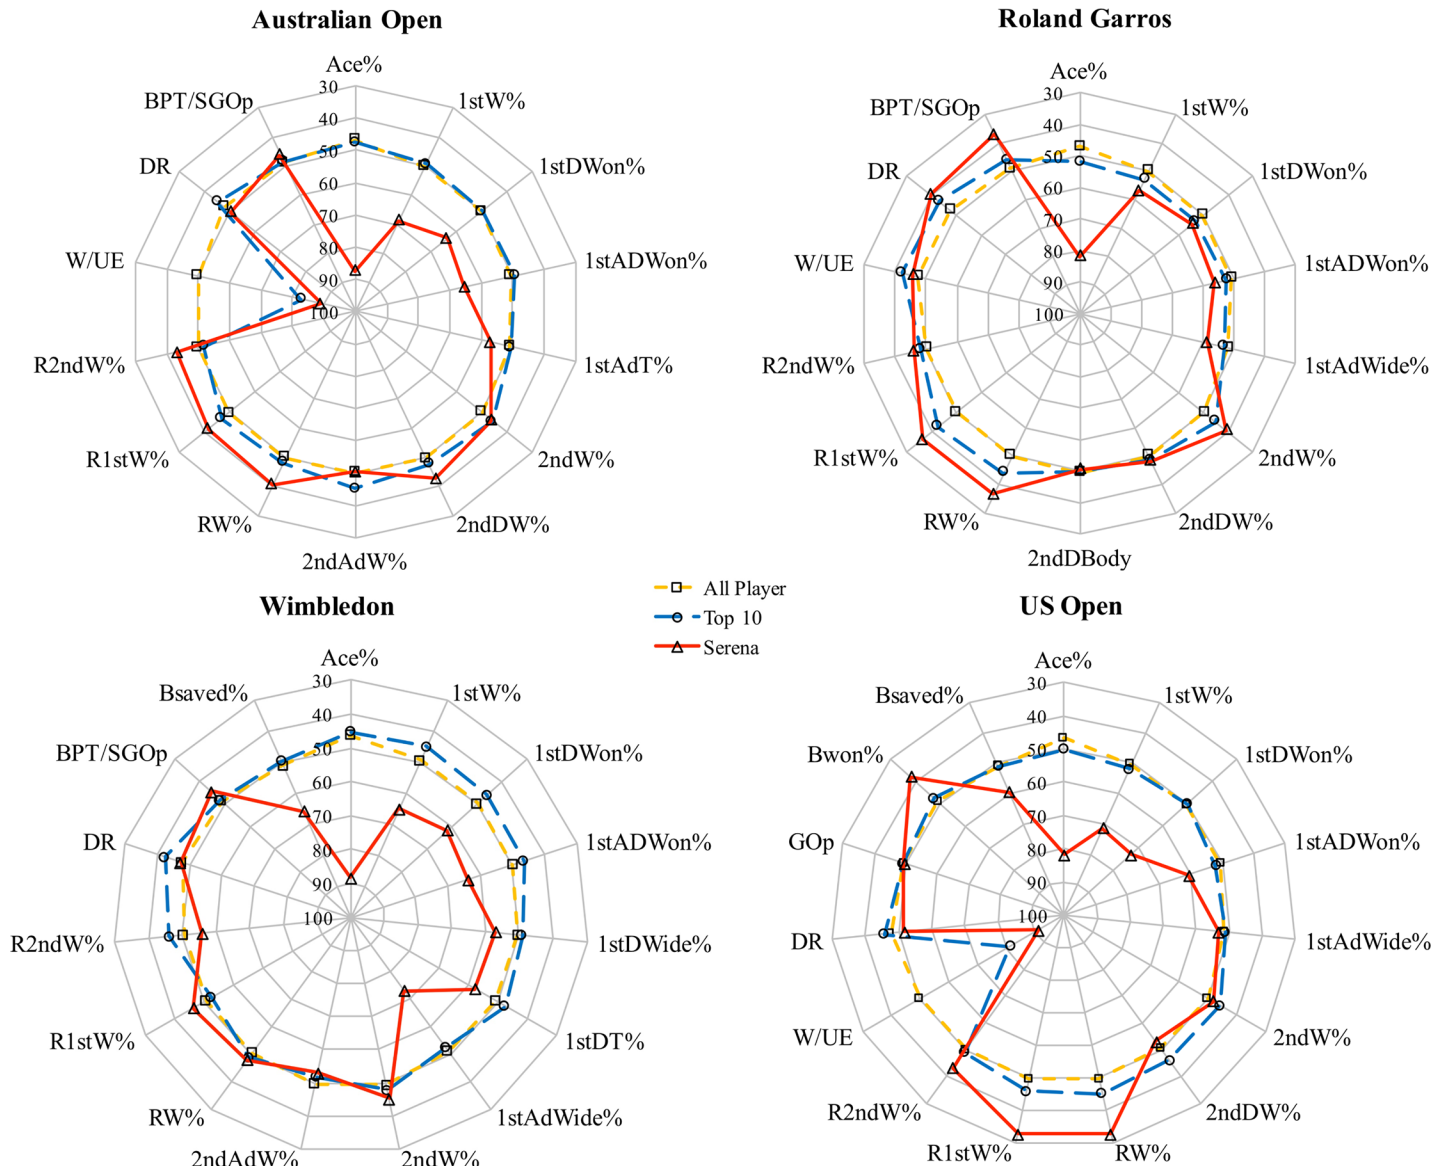 Australian Open
Ace%
1stW%
1stDWon%
1stADWon%
1stAdT%
2ndW%
2ndDW%
2ndAdW%
RW%
R1stW%
R2ndW%
W/UE
DR
BPT/SGOp
30
40
50
60
70
80
90
100
Roland Garros
Ace%
1stW%
1stDWon%
1stADWon%
1stAdWide%
2ndW%
2ndDW%
2ndDBody
RW%
R1stW%
R2ndW%
W/UE
DR
BPT/SGOp
30
40
50
60
70
80
90
100
All Player
Top 10
Serena
Wimbledon
Ace%
1stW%
1stDWon%
1stADWon%
1stDWide%
1stDT%
1stAdWide%
2ndW%
2ndAdW%
RW%
R1stW%
R2ndW%
DR
BPT/SGOp
Bsaved%
30
40
50
60
70
80
90
100
US Open
Ace%
1stW%
1stDWon%
1stADWon%
1stAdWide%
2ndW%
2ndDW%
RW%
R1stW%
R2ndW%
W/UE
DR
GOp
Bwon%
Bsaved%
30
40
50
60
70
80
90
100